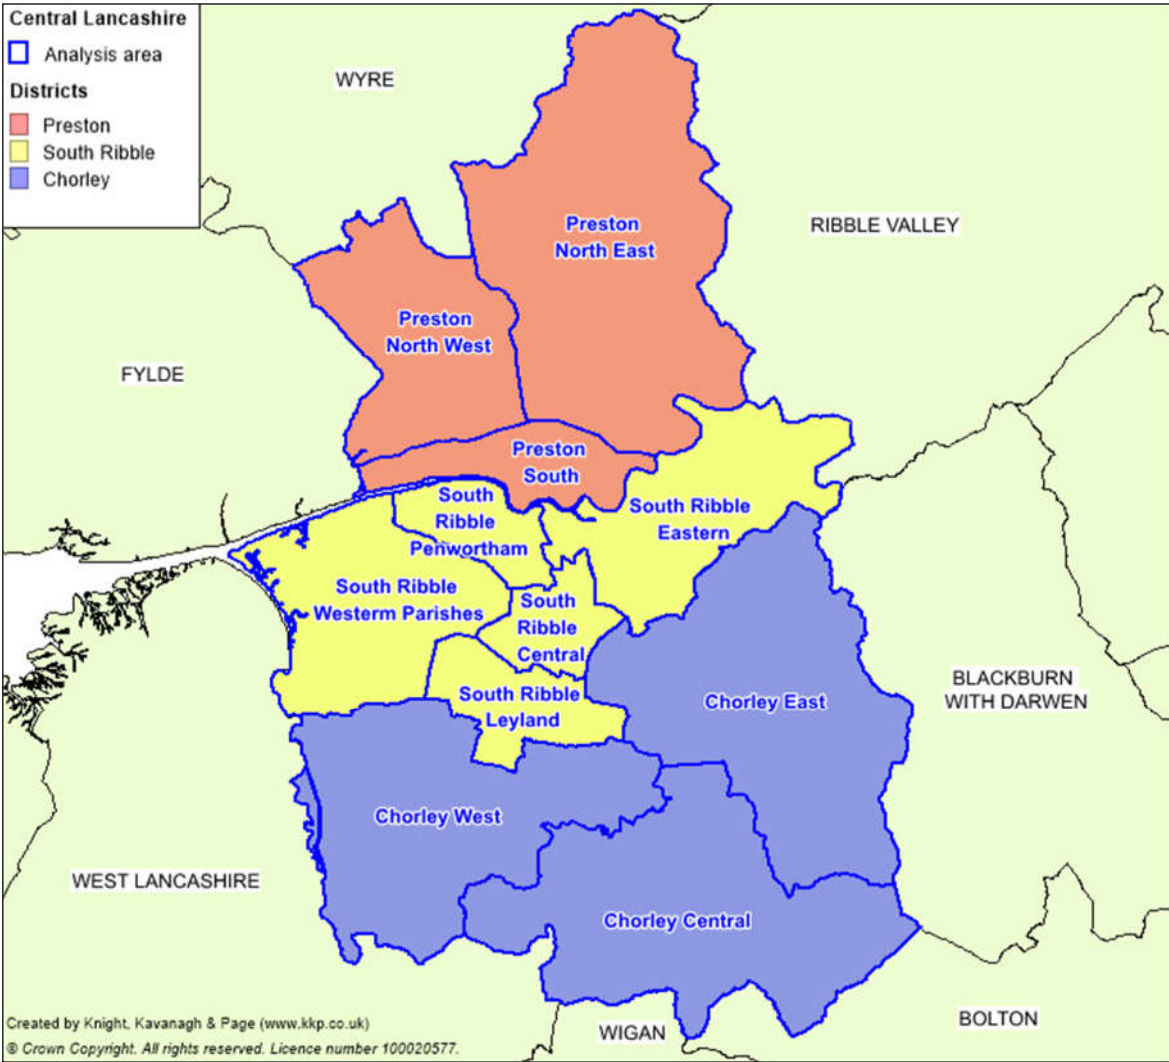 Central Lancashire
Analysis area
Districts
Preston
South Ribble
Chorley
WYRE
RIBBLE VALLEY
FYLDE
Preston
North East
Preston
North West
Preston
South
South
Ribble
Penwortham
South Ribble
Eastern
South Ribble
Westerm Parishes
South
Ribble
Central
South Ribble
Leyland
Chorley East
BLACKBURN
WITH DARWEN
Chorley West
WEST LANCASHIRE
Chorley Central
WIGAN
BOLTON
Created by Knight, Kavanagh & Page (www.kkp.co.uk)
© Crown Copyright. All rights reserved. Licence number 100020577.